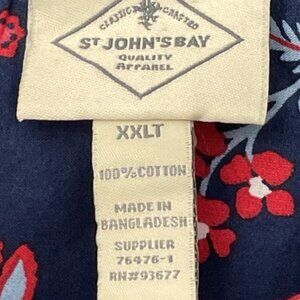 CLASSIC CRAFTED
ST JOHN'S BAY
QUALITY
APPAREL
XXLT
100% COTTON
MADE IN
BANGLADESH
SUPPLIER
76476-1
RN#93677